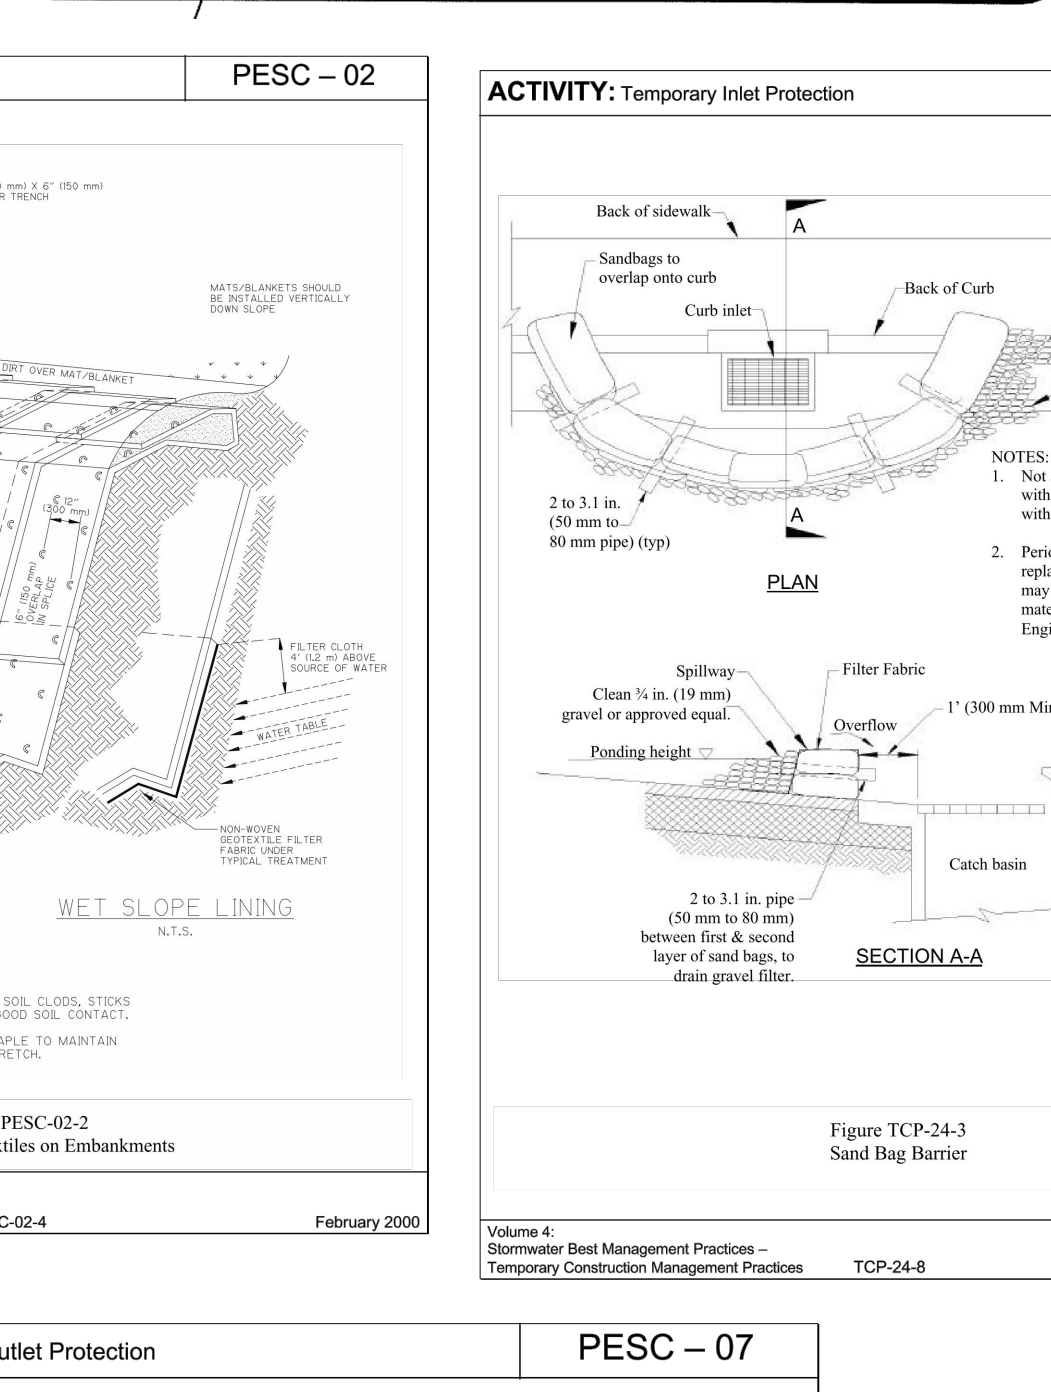 PESC – 02
mm) X 6" (150 mm)
R TRENCH
MATS/BLANKETS SHOULD
BE INSTALLED VERTICALLY
DOWN SLOPE
DIRT OVER MAT/BLANKET
12"
(300 mm)
6" (150 mm)
OVERLAP
IN SPLICE
FILTER CLOTH
4' (1.2 m) ABOVE
SOURCE OF WATER
WATER TABLE
NON-WOVEN
GEOTEXTILE FILTER
FABRIC UNDER
TYPICAL TREATMENT
WET SLOPE LINING
N.T.S.
SOIL CLODS, STICKS
GOOD SOIL CONTACT.
APLE TO MAINTAIN
RETCH.
PESC-02-2
xtiles on Embankments
C-02-4
February 2000
ACTIVITY: Temporary Inlet Protection
Back of sidewalk
A
Sandbags to
overlap onto curb
Curb inlet
Back of Curb
2 to 3.1 in.
(50 mm to
80 mm pipe) (typ)
A
PLAN
NOTES:
1. Not
with
with
2. Perio
repla
may
mate
Engi
Spillway
Filter Fabric
Clean ¾ in. (19 mm)
gravel or approved equal.
Overflow
1' (300 mm Min
Ponding height
Catch basin
2 to 3.1 in. pipe
(50 mm to 80 mm)
between first & second
layer of sand bags, to
drain gravel filter.
SECTION A-A
Figure TCP-24-3
Sand Bag Barrier
Volume 4:
Stormwater Best Management Practices –
Temporary Construction Management Practices
TCP-24-8
utlet Protection
PESC – 07